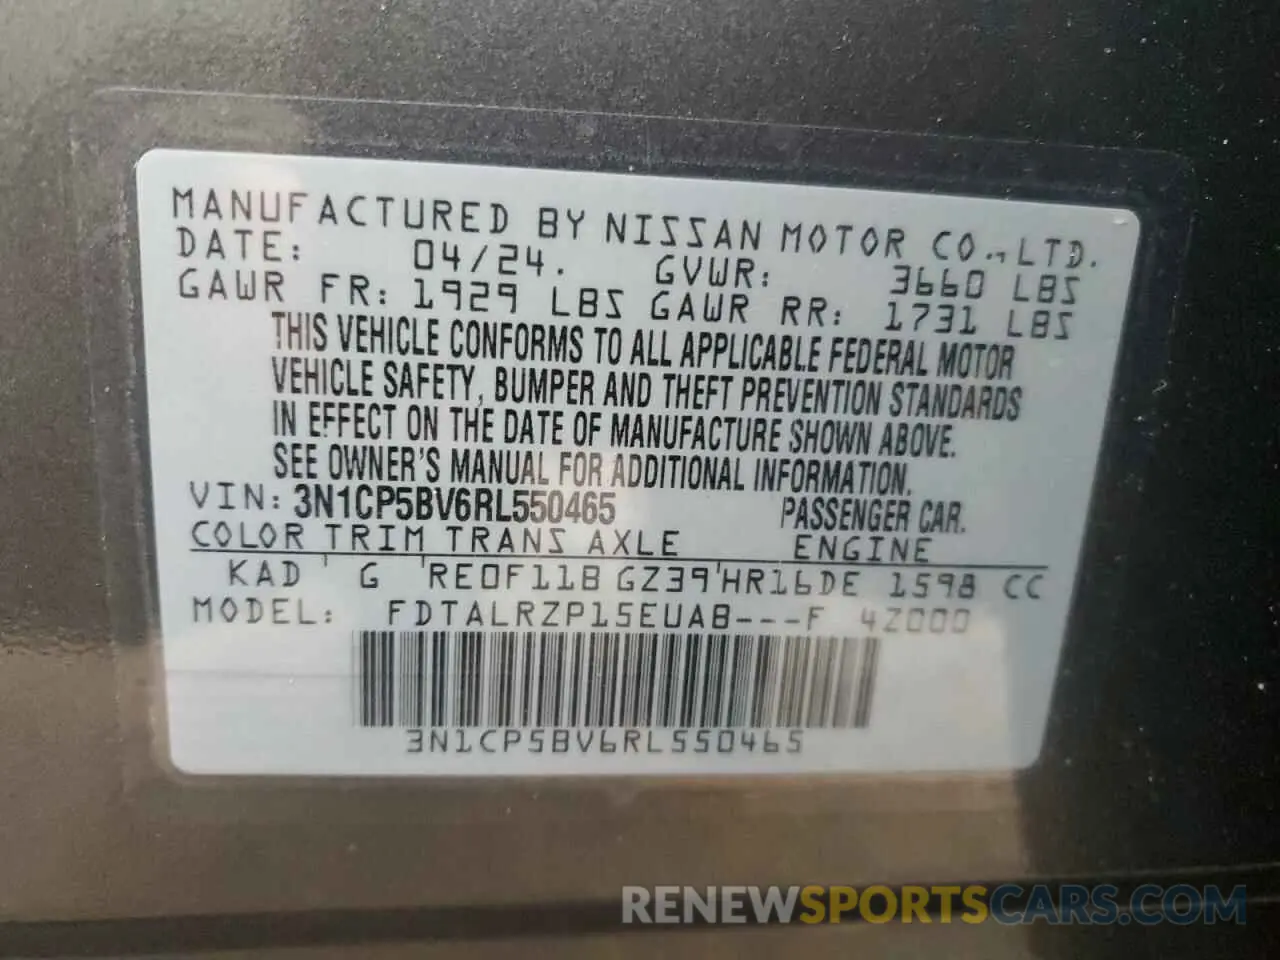 MANUFACTURED BY NISSAN MOTOR CO.,LTD.
DATE: 04/24. GVWR: 3660 LBS
GAWR FR: 1929 LBS GAWR RR: 1731 LBS
THIS VEHICLE CONFORMS TO ALL APPLICABLE FEDERAL MOTOR
VEHICLE SAFETY, BUMPER AND THEFT PREVENTION STANDARDS
IN EFFECT ON THE DATE OF MANUFACTURE SHOWN ABOVE.
SEE OWNER'S MANUAL FOR ADDITIONAL INFORMATION.
VIN: 3N1CP5BV6RL550465 PASSENGER CAR.
COLOR TRIM TRANS AXLE ENGINE
KAD ' G 'RE0F11B GZ39'HR16DE 1598 CC
MODEL: FDTALRZP15EUAB---F 4Z000
3N1CP5BV6RL550465
RENEWSPORTSCARS.COM